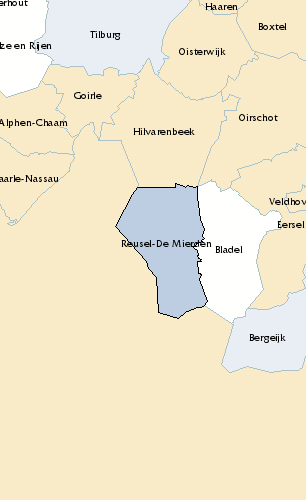 erhout
Haaren
Boxtel
Tilburg
ze en Rijen
Oisterwijk
Goirle
Oirschot
Alphen-Chaam
Hilvarenbeek
aarle-Nassau
Veldhov
Eersel
Reusel-De Mierden
Bladel
Bergeijk